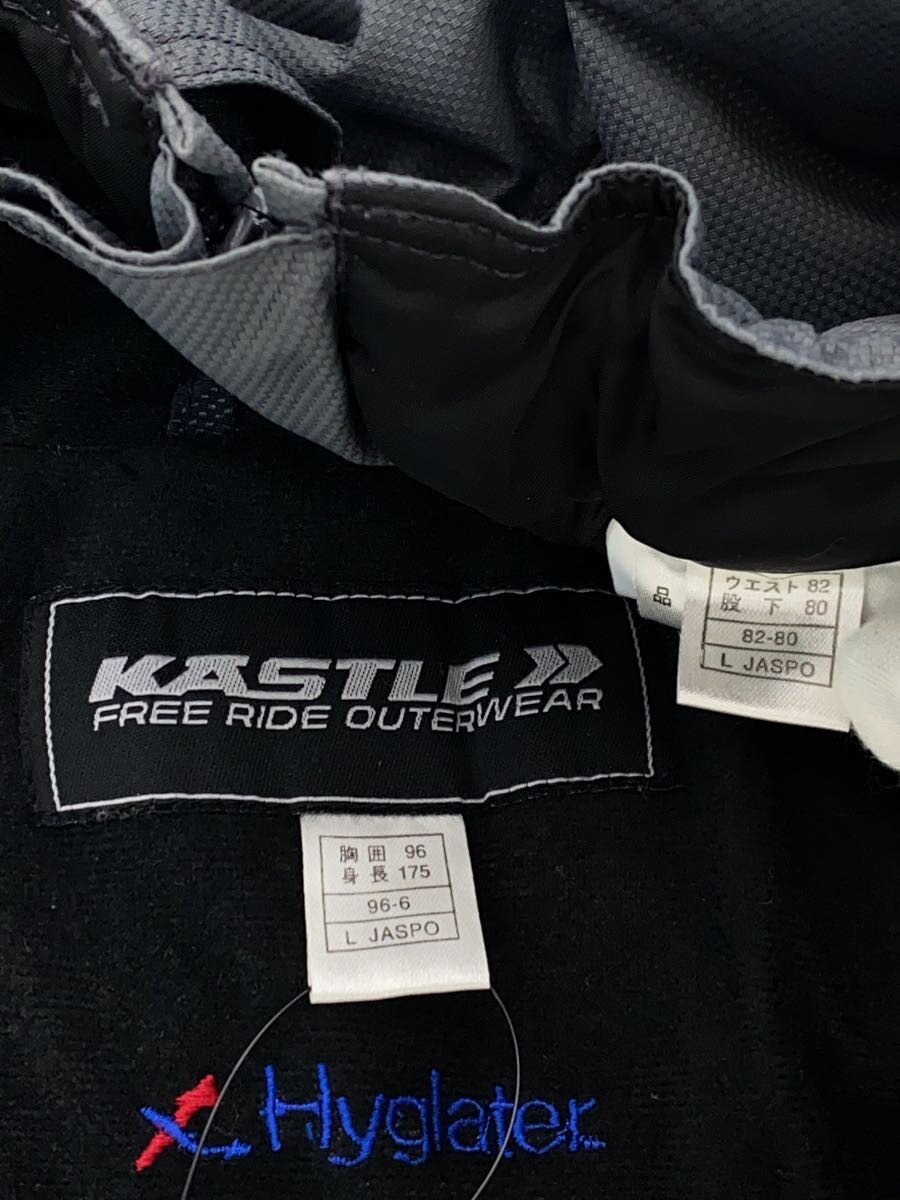 品
ウエスト 82
股 下 80
82-80
L JASPO
KASTLE
FREE RIDE OUTERWEAR
胸 囲 96
身 長 175
96-6
L JASPO
Hyglater